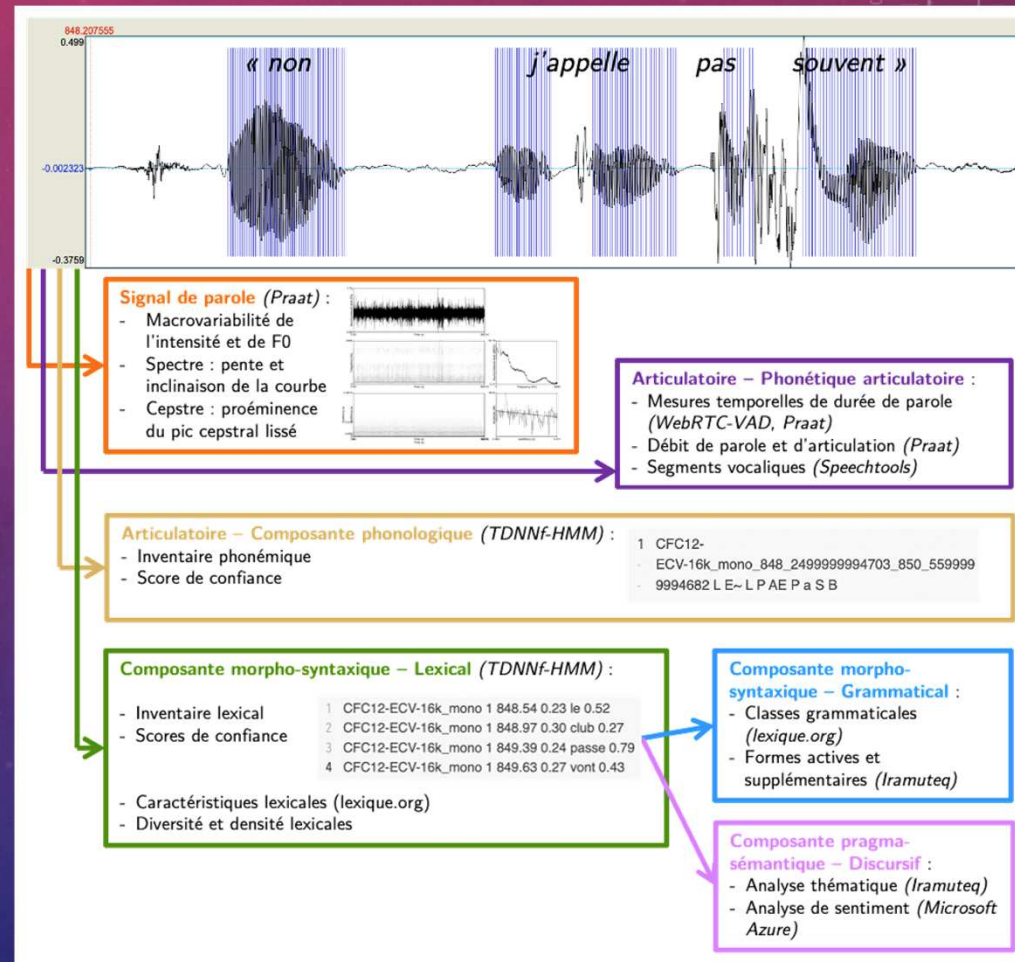 848.207555
0.499
-0.002323
-0.3759
« non j'appelle pas souvent »
Signal de parole (Praat) :
- Macrovariabilité de
l'intensité et de F0
- Spectre : pente et
inclinaison de la courbe
- Cepstre : proéminence
du pic cepstral lissé
Articulatoire – Phonétique articulatoire :
- Mesures temporelles de durée de parole
(WebRTC-VAD, Praat)
- Débit de parole et d'articulation (Praat)
- Segments vocaliques (Speechtools)
Articulatoire – Composante phonologique (TDNNf-HMM) :
- Inventaire phonémique
- Score de confiance
1 CFC12-
- ECV-16k_mono_848_2499999994703_850_559999
- 9994682 L E~ L P AE P a S B
Composante morpho-syntaxique – Lexical (TDNNf-HMM) :
- Inventaire lexical
- Scores de confiance
1 CFC12-ECV-16k_mono 1 848.54 0.23 le 0.52
2 CFC12-ECV-16k_mono 1 848.97 0.30 club 0.27
3 CFC12-ECV-16k_mono 1 849.39 0.24 passe 0.79
4 CFC12-ECV-16k_mono 1 849.63 0.27 vont 0.43
- Caractéristiques lexicales (lexique.org)
- Diversité et densité lexicales
Composante morpho-
syntaxique – Grammatical :
- Classes grammaticales
(lexique.org)
- Formes actives et
supplémentaires (Iramuteq)
Composante pragma-
sémantique – Discursif :
- Analyse thématique (Iramuteq)
- Analyse de sentiment (Microsoft
Azure)